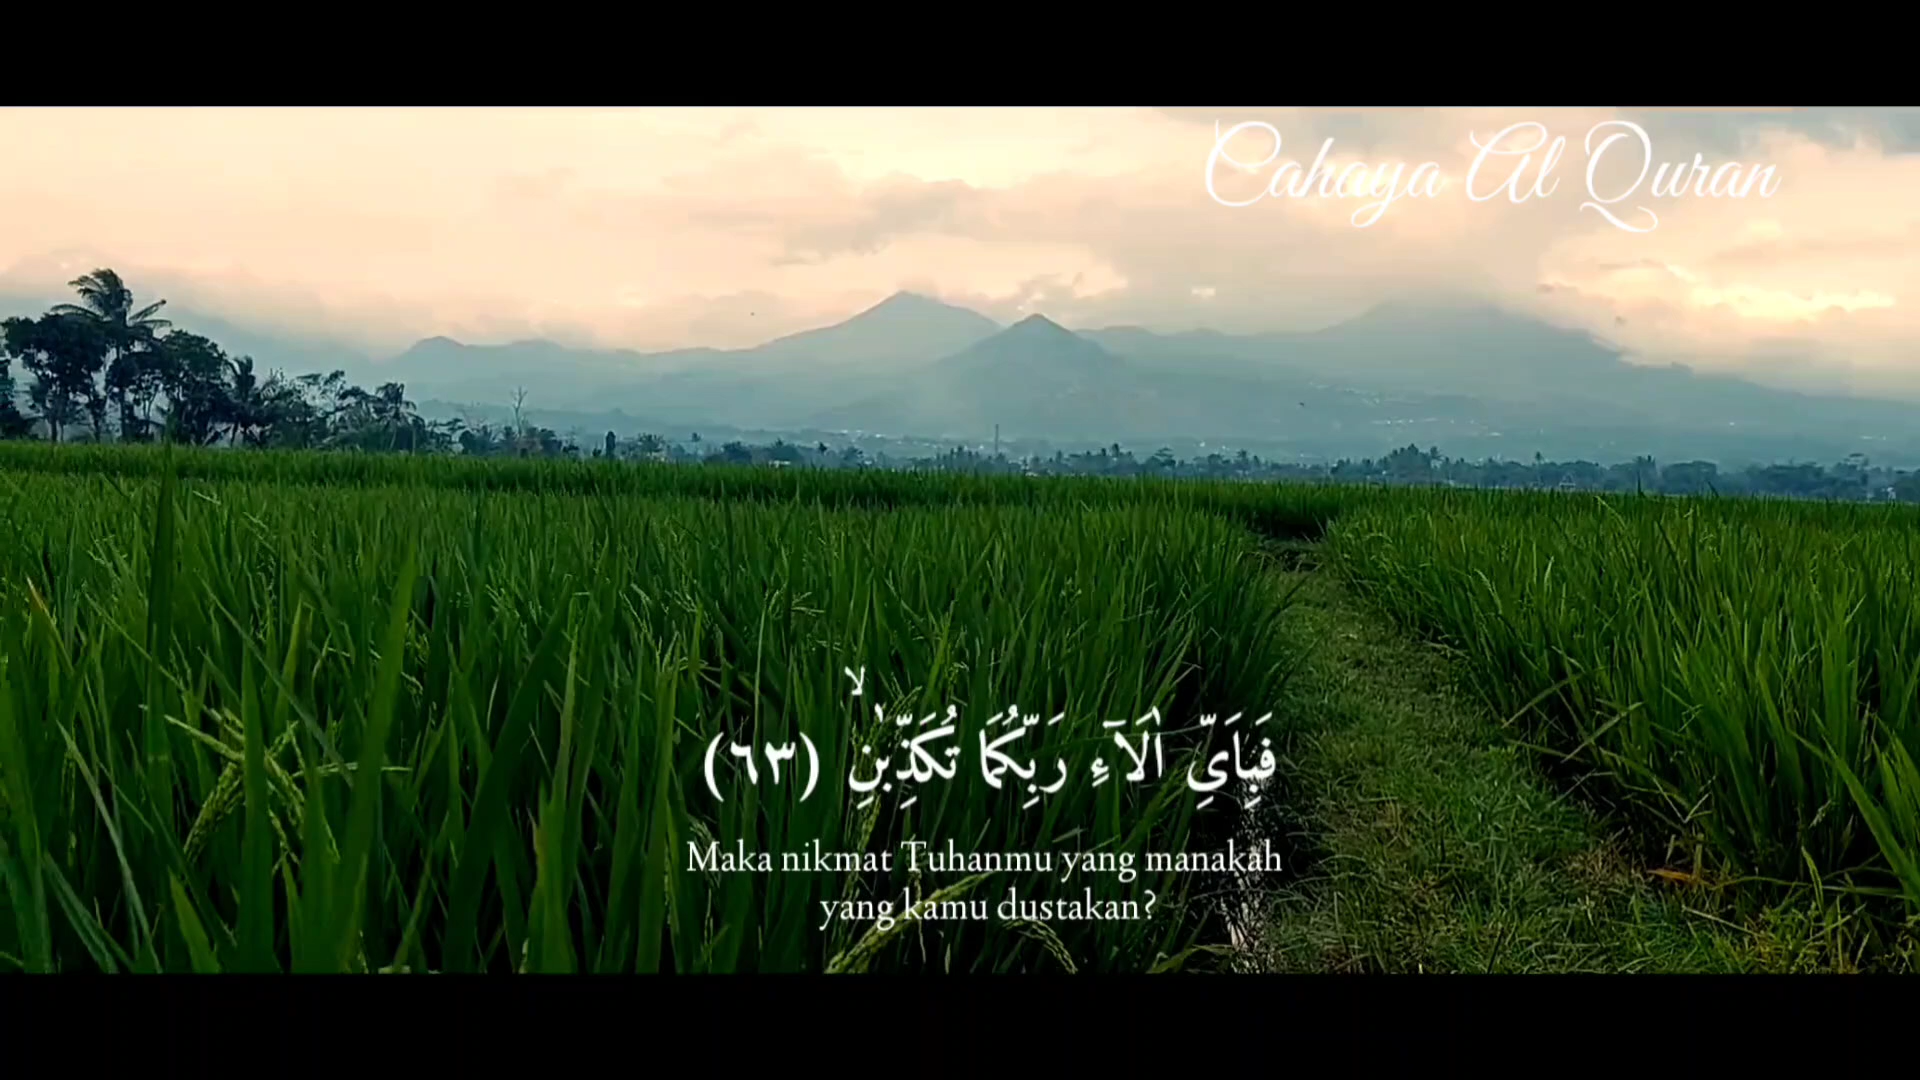 Cahaya Al Quran
فَبِاَيِّ اٰلَاۤءِ رَبِّكُمَا تُكَذِّبٰنِۙ (٦٣)
Maka nikmat Tuhanmu yang manakah
yang kamu dustakan?